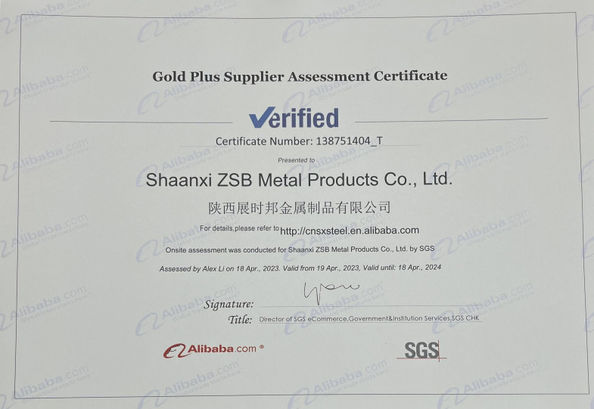 Gold Plus Supplier Assessment Certificate
Verified
Certificate Number: 138751404_T
Presented to
Shaanxi ZSB Metal Products Co., Ltd.
陕西展时邦金属制品有限公司
For details,please refer to http://cnsxsteel.en.alibaba.com
Onsite assessment was conducted for Shaanxi ZSB Metal Products Co., Ltd. by SGS
Assessed by Alex Li on 18 Apr., 2023. Valid from 19 Apr., 2023, Valid until: 18 Apr., 2024
Signature:
Title: Director of SGS eCommerce,Government&Institution Services,SGS CHK
Alibaba.com ®
SGS